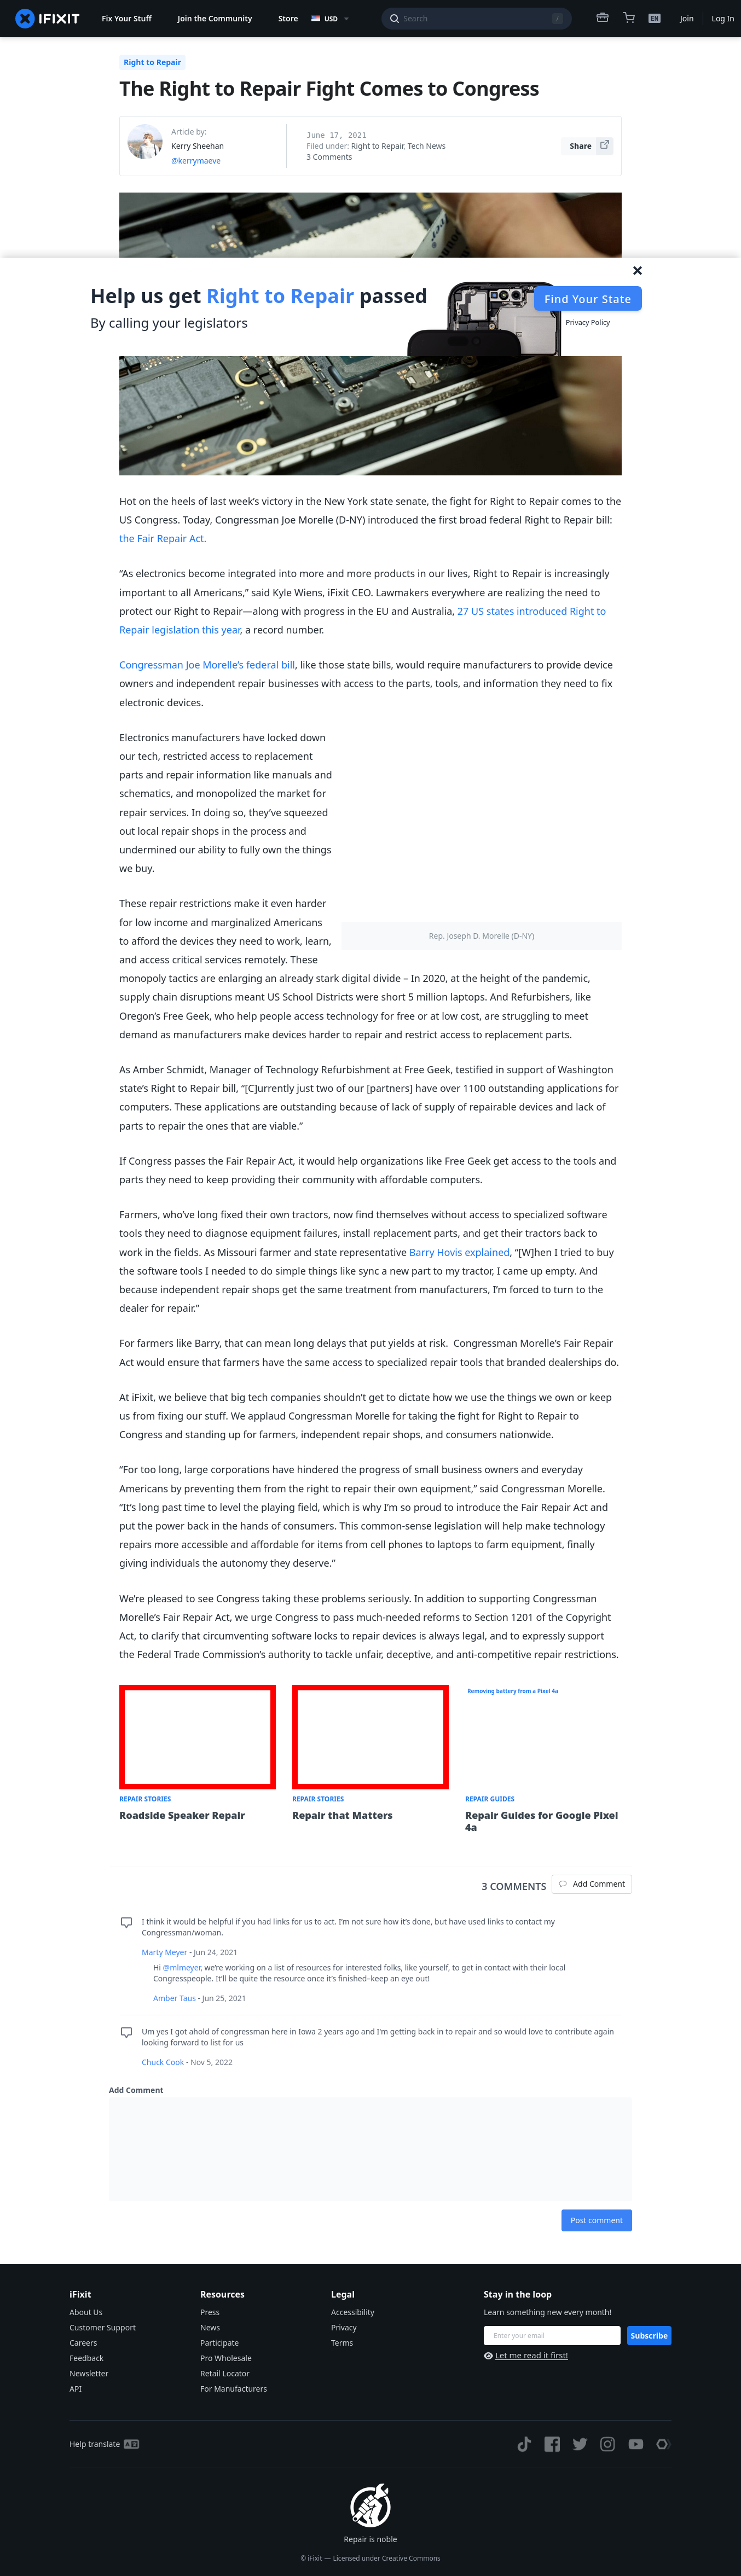 IFIXIT
Fix Your Stuff
Join the Community
Store
USD
Search
/
EN
Join
Log In
Right to Repair
The Right to Repair Fight Comes to Congress
Article by:
Kerry Sheehan
@kerrymaeve
June 17, 2021
Filed under: Right to Repair, Tech News
3 Comments
Share
Help us get Right to Repair passed
By calling your legislators
Find Your State
Privacy Policy
Hot on the heels of last week’s victory in the New York state senate, the fight for Right to Repair comes to the
US Congress. Today, Congressman Joe Morelle (D-NY) introduced the first broad federal Right to Repair bill:
the Fair Repair Act.
“As electronics become integrated into more and more products in our lives, Right to Repair is increasingly
important to all Americans,” said Kyle Wiens, iFixit CEO. Lawmakers everywhere are realizing the need to
protect our Right to Repair—along with progress in the EU and Australia, 27 US states introduced Right to
Repair legislation this year, a record number.
Congressman Joe Morelle’s federal bill, like those state bills, would require manufacturers to provide device
owners and independent repair businesses with access to the parts, tools, and information they need to fix
electronic devices.
Electronics manufacturers have locked down
our tech, restricted access to replacement
parts and repair information like manuals and
schematics, and monopolized the market for
repair services. In doing so, they’ve squeezed
out local repair shops in the process and
undermined our ability to fully own the things
we buy.
Rep. Joseph D. Morelle (D-NY)
These repair restrictions make it even harder
for low income and marginalized Americans
to afford the devices they need to work, learn,
and access critical services remotely. These
monopoly tactics are enlarging an already stark digital divide – In 2020, at the height of the pandemic,
supply chain disruptions meant US School Districts were short 5 million laptops. And Refurbishers, like
Oregon’s Free Geek, who help people access technology for free or at low cost, are struggling to meet
demand as manufacturers make devices harder to repair and restrict access to replacement parts.
As Amber Schmidt, Manager of Technology Refurbishment at Free Geek, testified in support of Washington
state’s Right to Repair bill, “[C]urrently just two of our [partners] have over 1100 outstanding applications for
computers. These applications are outstanding because of lack of supply of repairable devices and lack of
parts to repair the ones that are viable.”
If Congress passes the Fair Repair Act, it would help organizations like Free Geek get access to the tools and
parts they need to keep providing their community with affordable computers.
Farmers, who’ve long fixed their own tractors, now find themselves without access to specialized software
tools they need to diagnose equipment failures, install replacement parts, and get their tractors back to
work in the fields. As Missouri farmer and state representative Barry Hovis explained, “[W]hen I tried to buy
the software tools I needed to do simple things like sync a new part to my tractor, I came up empty. And
because independent repair shops get the same treatment from manufacturers, I’m forced to turn to the
dealer for repair.”
For farmers like Barry, that can mean long delays that put yields at risk.  Congressman Morelle’s Fair Repair
Act would ensure that farmers have the same access to specialized repair tools that branded dealerships do.
At iFixit, we believe that big tech companies shouldn’t get to dictate how we use the things we own or keep
us from fixing our stuff. We applaud Congressman Morelle for taking the fight for Right to Repair to
Congress and standing up for farmers, independent repair shops, and consumers nationwide.
“For too long, large corporations have hindered the progress of small business owners and everyday
Americans by preventing them from the right to repair their own equipment,” said Congressman Morelle.
“It’s long past time to level the playing field, which is why I’m so proud to introduce the Fair Repair Act and
put the power back in the hands of consumers. This common-sense legislation will help make technology
repairs more accessible and affordable for items from cell phones to laptops to farm equipment, finally
giving individuals the autonomy they deserve.”
We’re pleased to see Congress taking these problems seriously. In addition to supporting Congressman
Morelle’s Fair Repair Act, we urge Congress to pass much-needed reforms to Section 1201 of the Copyright
Act, to clarify that circumventing software locks to repair devices is always legal, and to expressly support
the Federal Trade Commission’s authority to tackle unfair, deceptive, and anti-competitive repair restrictions.
REPAIR STORIES
Roadside Speaker Repair
REPAIR STORIES
Repair that Matters
Removing battery from a Pixel 4a
REPAIR GUIDES
Repair Guides for Google Pixel
4a
3 COMMENTS
Add Comment
I think it would be helpful if you had links for us to act. I’m not sure how it’s done, but have used links to contact my
Congressman/woman.
Marty Meyer - Jun 24, 2021
Hi @mlmeyer, we’re working on a list of resources for interested folks, like yourself, to get in contact with their local
Congresspeople. It’ll be quite the resource once it’s finished–keep an eye out!
Amber Taus - Jun 25, 2021
Um yes I got ahold of congressman here in Iowa 2 years ago and I’m getting back in to repair and so would love to contribute again
looking forward to list for us
Chuck Cook - Nov 5, 2022
Add Comment
Post comment
iFixit
About Us
Customer Support
Careers
Feedback
Newsletter
API
Resources
Press
News
Participate
Pro Wholesale
Retail Locator
For Manufacturers
Legal
Accessibility
Privacy
Terms
Stay in the loop
Learn something new every month!
Enter your email
Subscribe
Let me read it first!
Help translate
Repair is noble
© iFixit — Licensed under Creative Commons